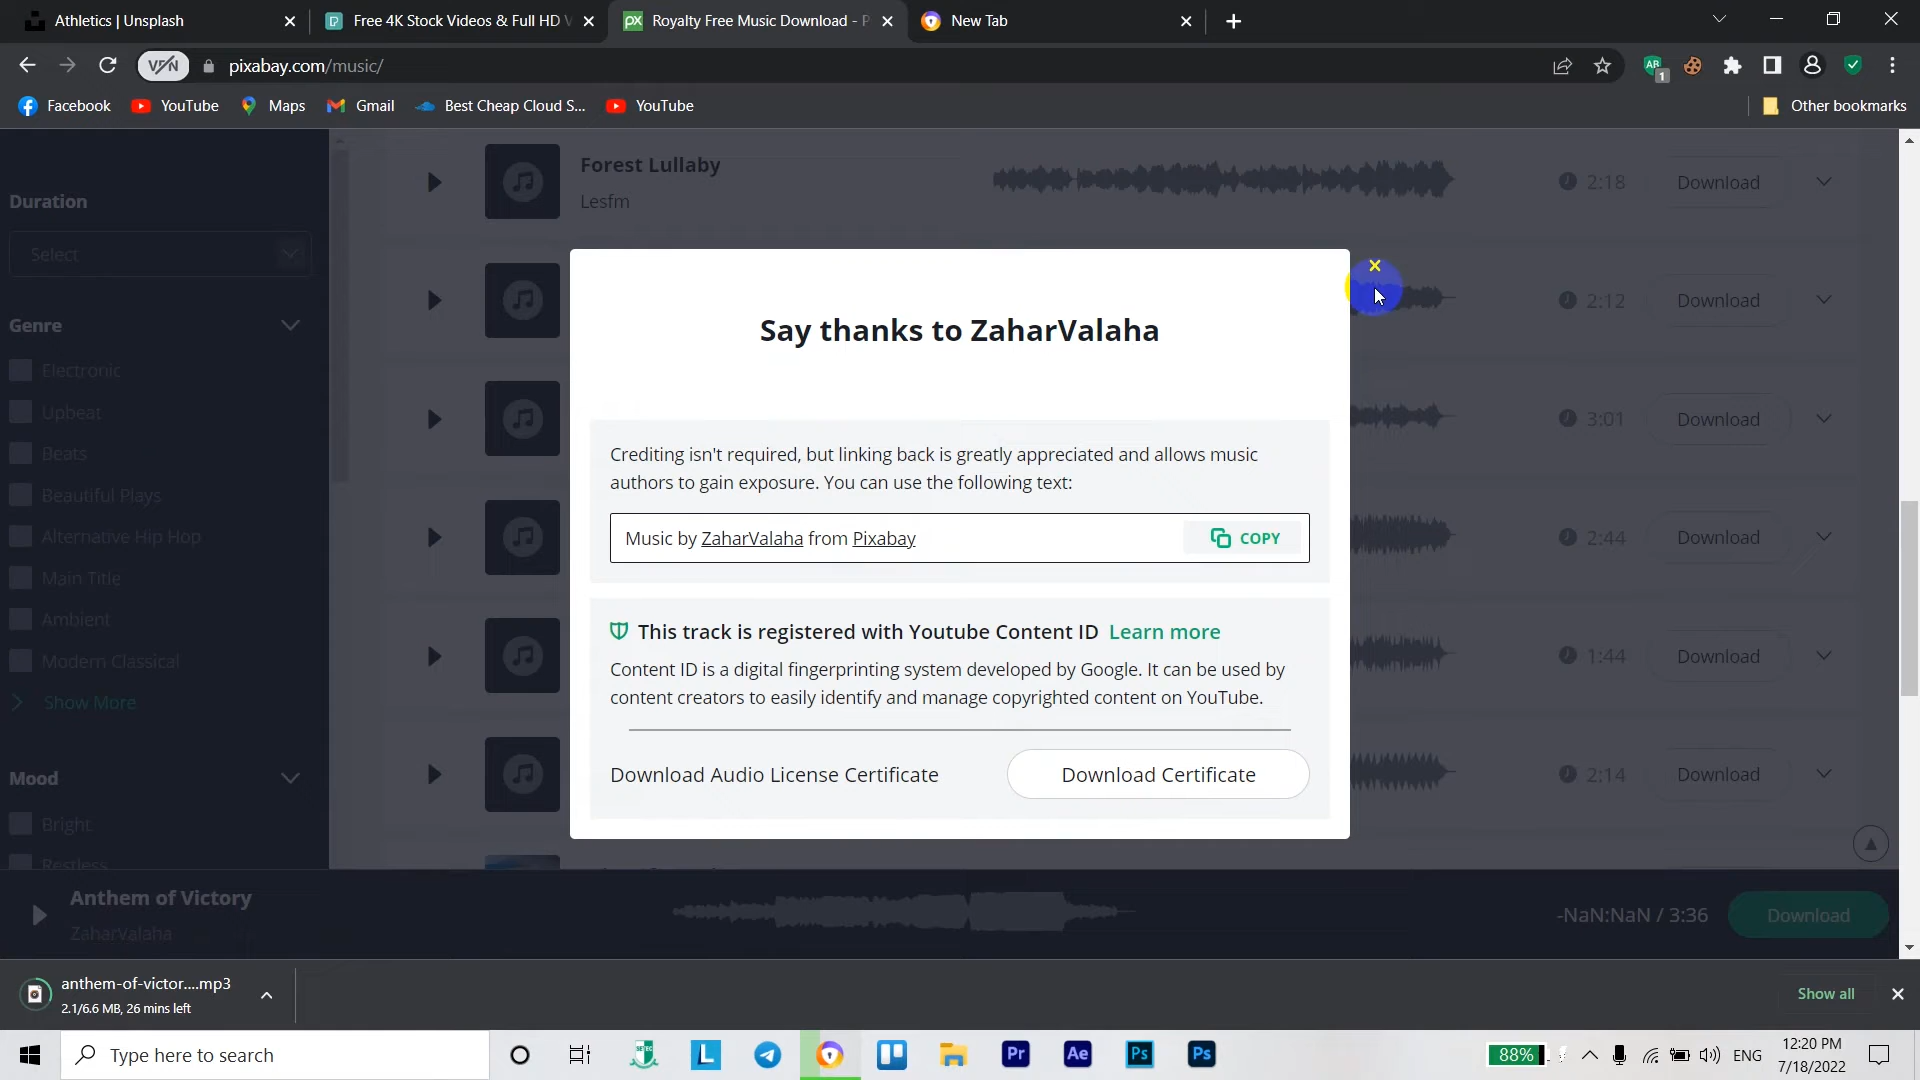 Athletics | Unsplash
Free 4K Stock Videos & Full HD V
Royalty Free Music Download - P
New Tab
VPN
pixabay.com/music/
1
Facebook
YouTube
Maps
Gmail
Best Cheap Cloud S...
YouTube
Other bookmarks
Duration
Select
Genre
Electronic
Upbeat
Beats
Beautiful Plays
Alternative Hip Hop
Main Title
Ambient
Modern Classical
Show More
Mood
Bright
Restless
Forest Lullaby
Lesfm
2:18
Download
2:12
Download
3:01
Download
2:44
Download
1:44
Download
2:14
Download
Say thanks to ZaharValaha
Crediting isn't required, but linking back is greatly appreciated and allows music
authors to gain exposure. You can use the following text:
Music by ZaharValaha from Pixabay
COPY
This track is registered with Youtube Content ID Learn more
Content ID is a digital fingerprinting system developed by Google. It can be used by
content creators to easily identify and manage copyrighted content on YouTube.
Download Audio License Certificate
Download Certificate
Anthem of Victory
ZaharValaha
-NaN:NaN / 3:36
Download
anthem-of-victor....mp3
2.1/6.6 MB, 26 mins left
Show all
Type here to search
L
Pr
Ae
Ps
Ps
88%
ENG
12:20 PM
7/18/2022